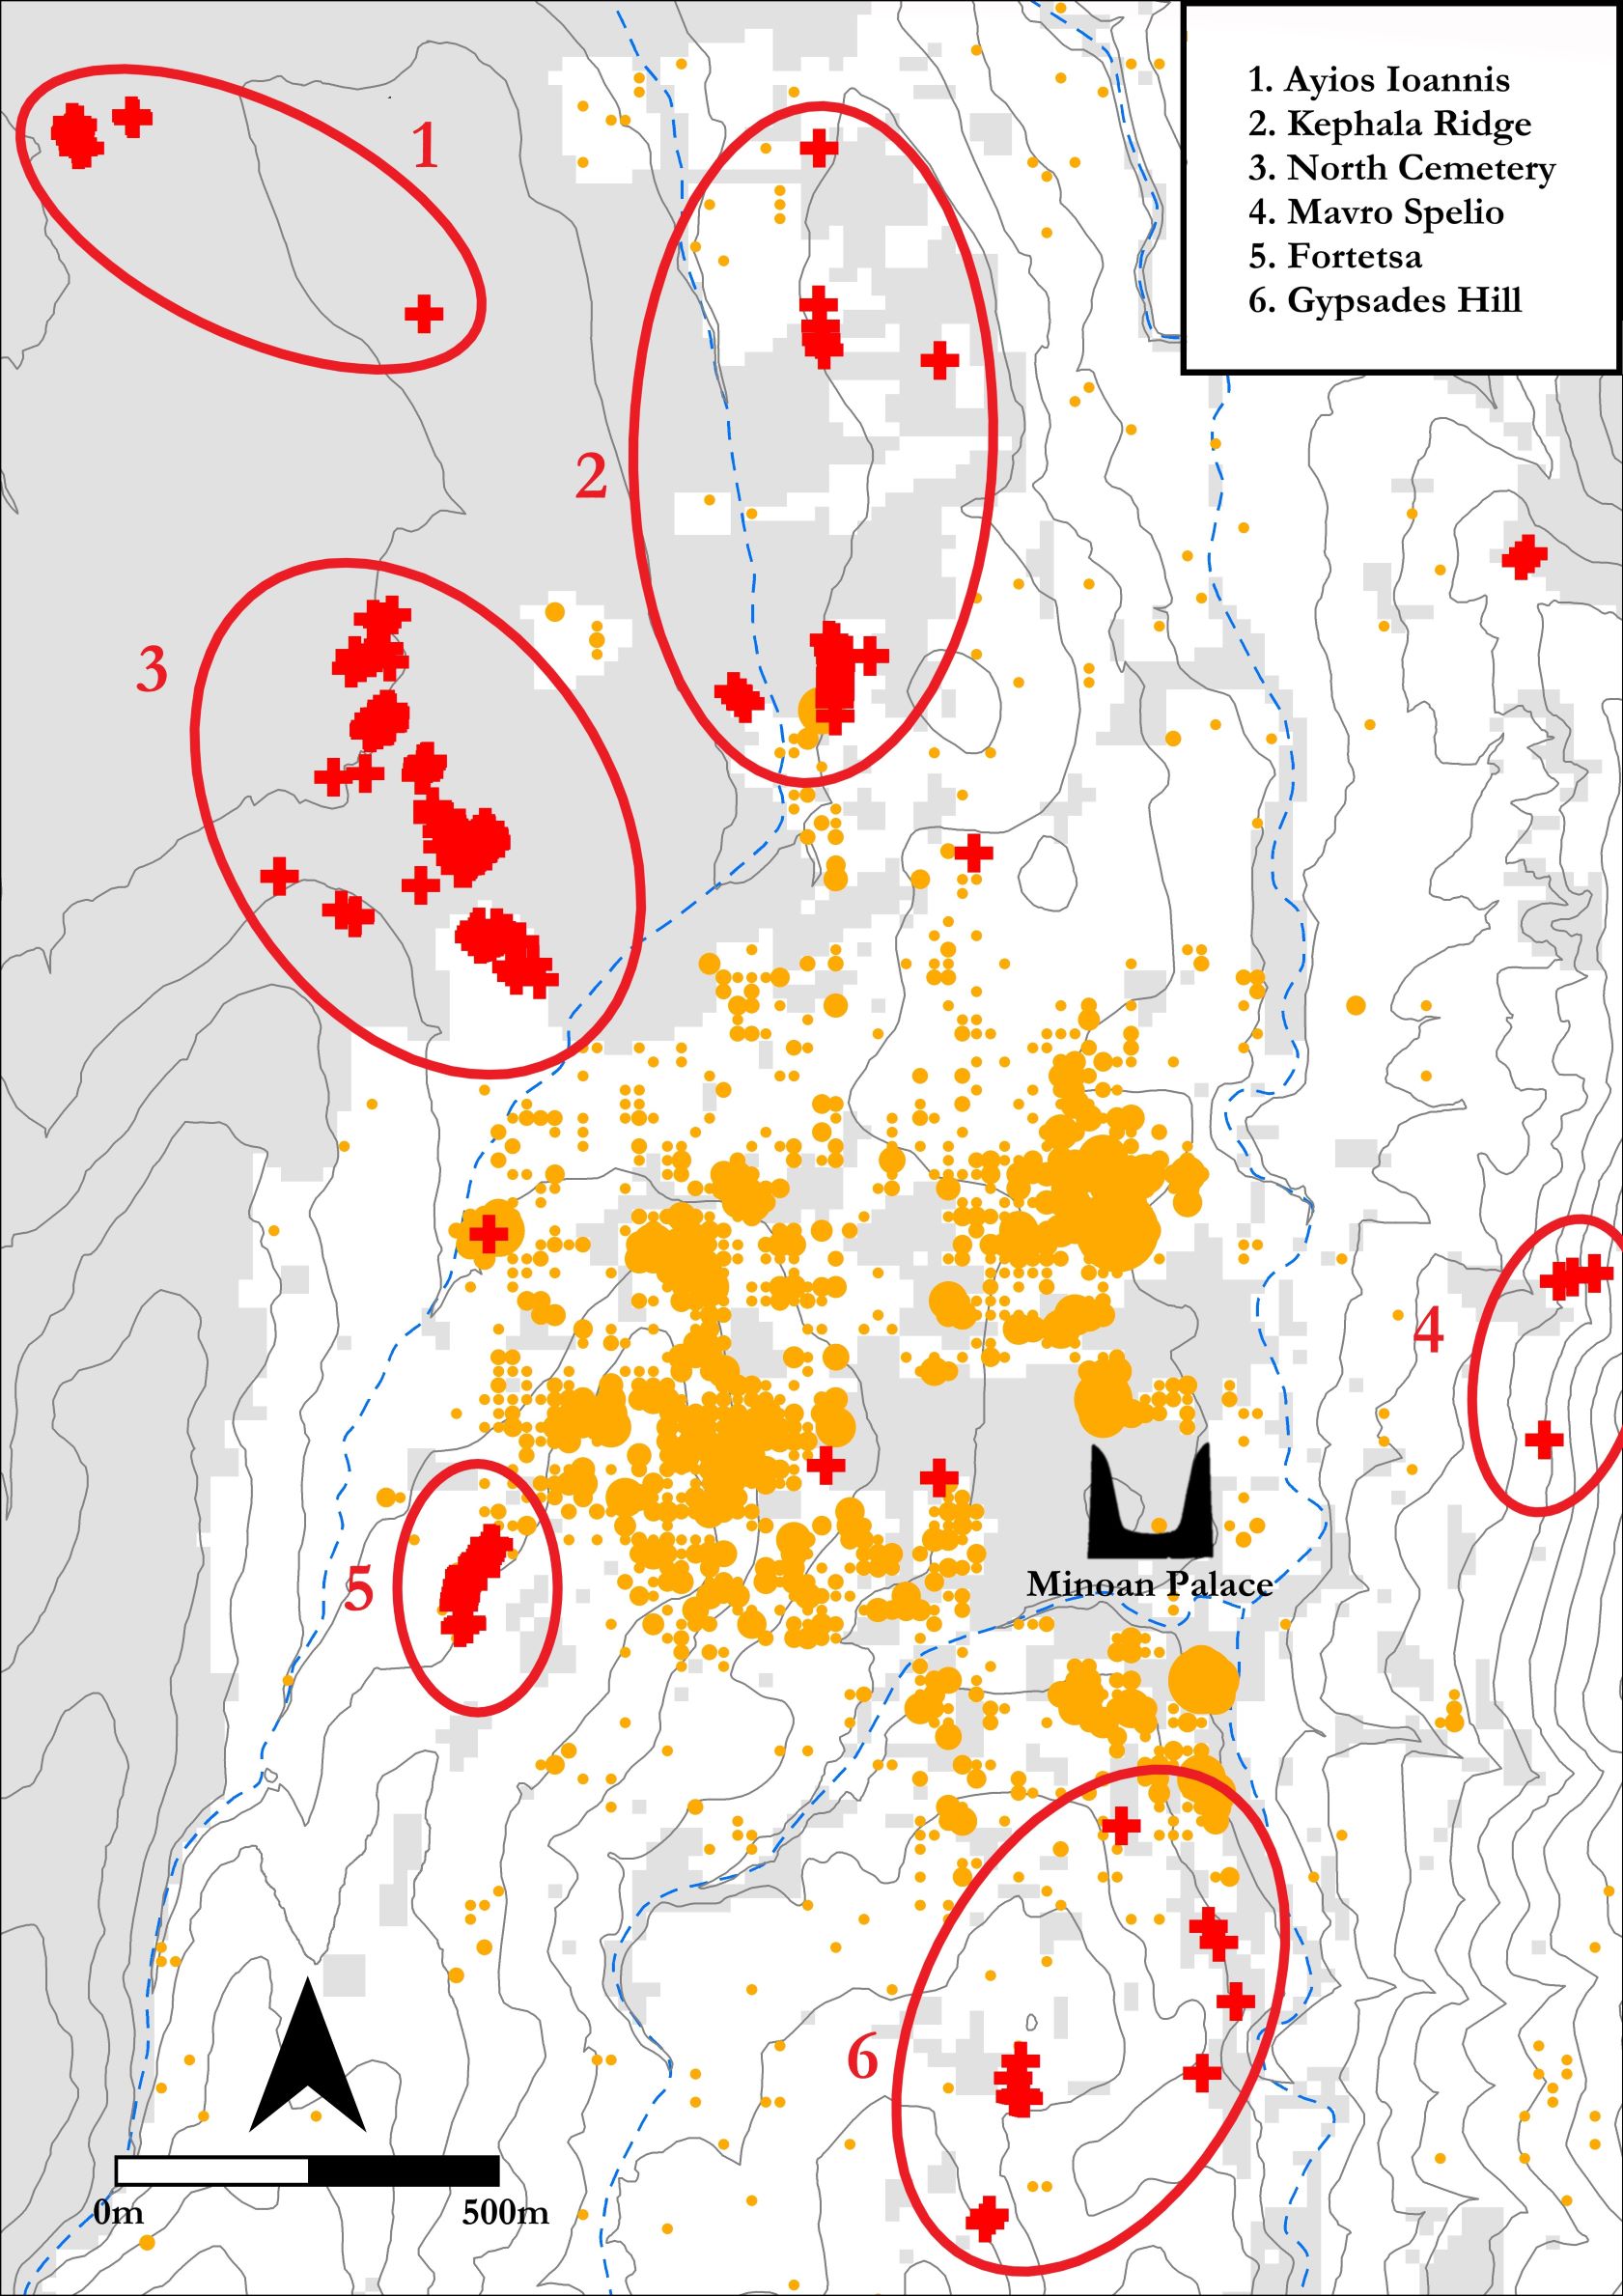 1. Ayios Ioannis
2. Kephala Ridge
3. North Cemetery
4. Mavro Spelio
5. Fortetsa
6. Gypsades Hill
1
2
3
4
5
Minoan Palace
6
0m 500m